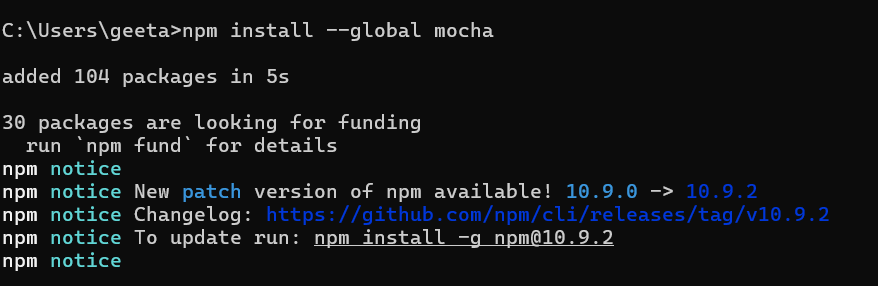 C:\Users\geeta>npm install --global mocha
added 104 packages in 5s
30 packages are looking for funding
  run `npm fund` for details
npm notice
npm notice New patch version of npm available! 10.9.0 -> 10.9.2
npm notice Changelog: https://github.com/npm/cli/releases/tag/v10.9.2
npm notice To update run: npm install -g npm@10.9.2
npm notice